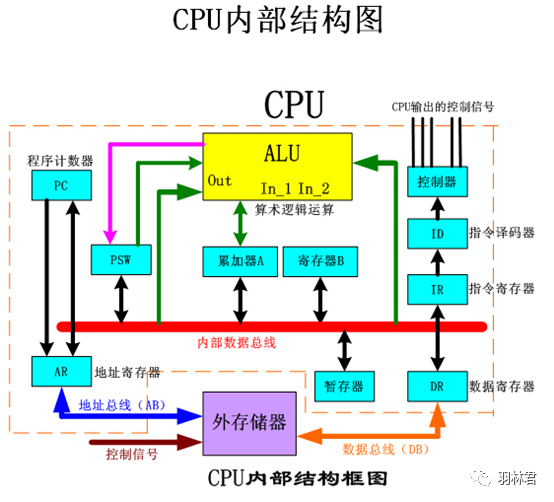 CPU内部结构图
CPU
CPU输出的控制信号
程序计数器
PC
ALU
Out
In_1 In_2
算术逻辑运算
控制器
PSW
累加器A
寄存器B
ID
指令译码器
IR
指令寄存器
内部数据总线
AR
地址寄存器
暂存器
DR
数据寄存器
地址总线（AB）
外存储器
控制信号
数据总线（DB）
CPU内部结构框图
羽林君